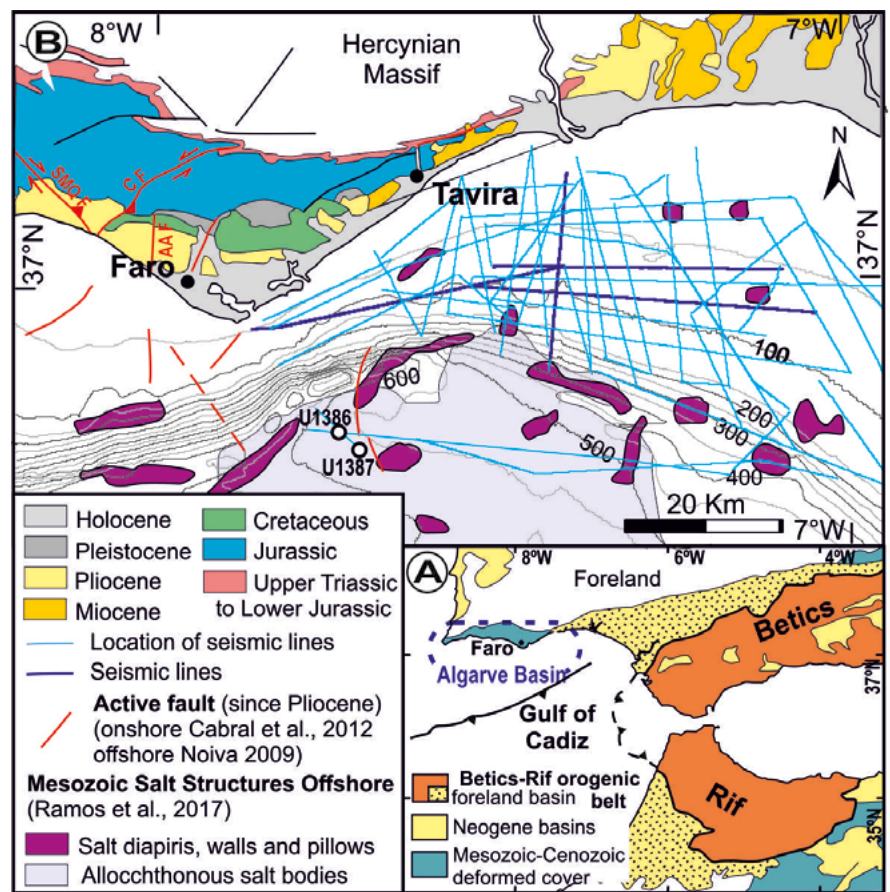 B
8°W
7°W
Hercynian
Massif
N
SMQ F
C F
AA F
Tavira
Faro
37°N
37°N
100
200
300
400
500
600
U1386
U1387
20 Km
7°W
Holocene
Pleistocene
Pliocene
Miocene
Cretaceous
Jurassic
Upper Triassic
to Lower Jurassic
Location of seismic lines
Seismic lines
Active fault (since Pliocene)
(onshore Cabral et al., 2012
offshore Noiva 2009)
Mesozoic Salt Structures Offshore
(Ramos et al., 2017)
Salt diapiris, walls and pillows
Allocchthonous salt bodies
A
8°W
6°W
4°W
Foreland
Betics
Faro
Algarve Basin
37°N
Gulf of
Cadiz
Rif
35°N
Betics-Rif orogenic
foreland basin belt
Neogene basins
Mesozoic-Cenozoic
deformed cover